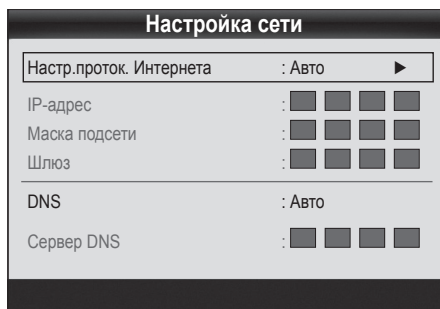 Настройка сети
Настр.проток. Интернета : Авто ►
IP-адрес :
Маска подсети :
Шлюз :
DNS : Авто
Сервер DNS :